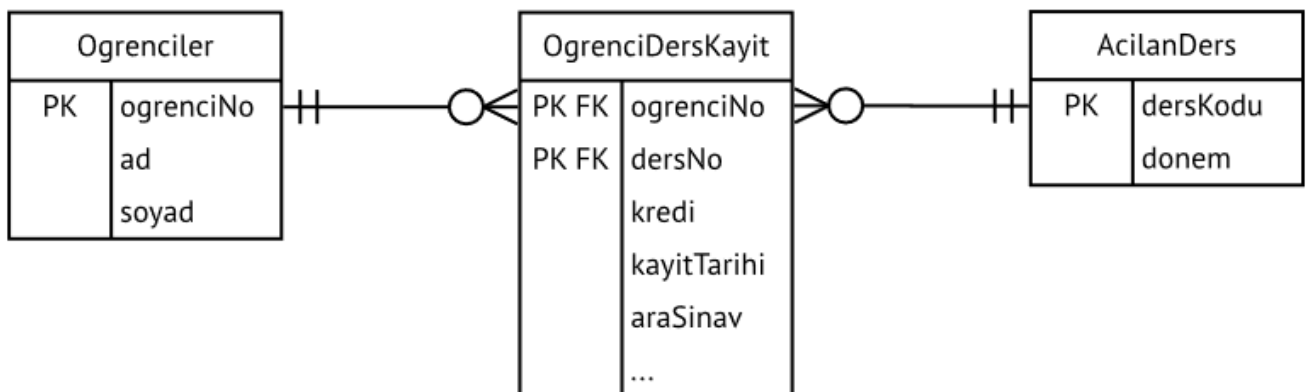 Ogrenciler
PK ogrenciNo
ad
soyad
OgrenciDersKayit
PK FK ogrenciNo
PK FK dersNo
kredi
kayitTarihi
araSinav
...
AcilanDers
PK dersKodu
donem